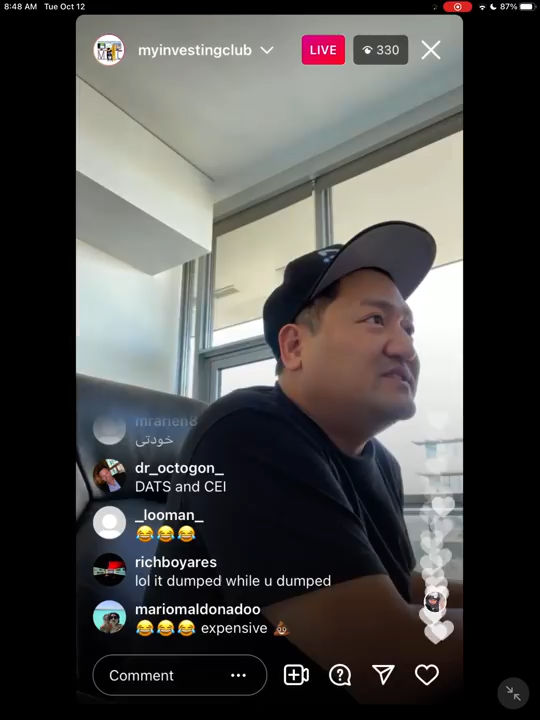 8:48 AM Tue Oct 12
87%
myinvestingclub
LIVE
330
mrarien8
خودتی
dr_octogon_
DATS and CEI
_looman_
😂😂😂
richboyares
lol it dumped while u dumped
mariomaldonadoo
😂😂😂 expensive 💩
Comment